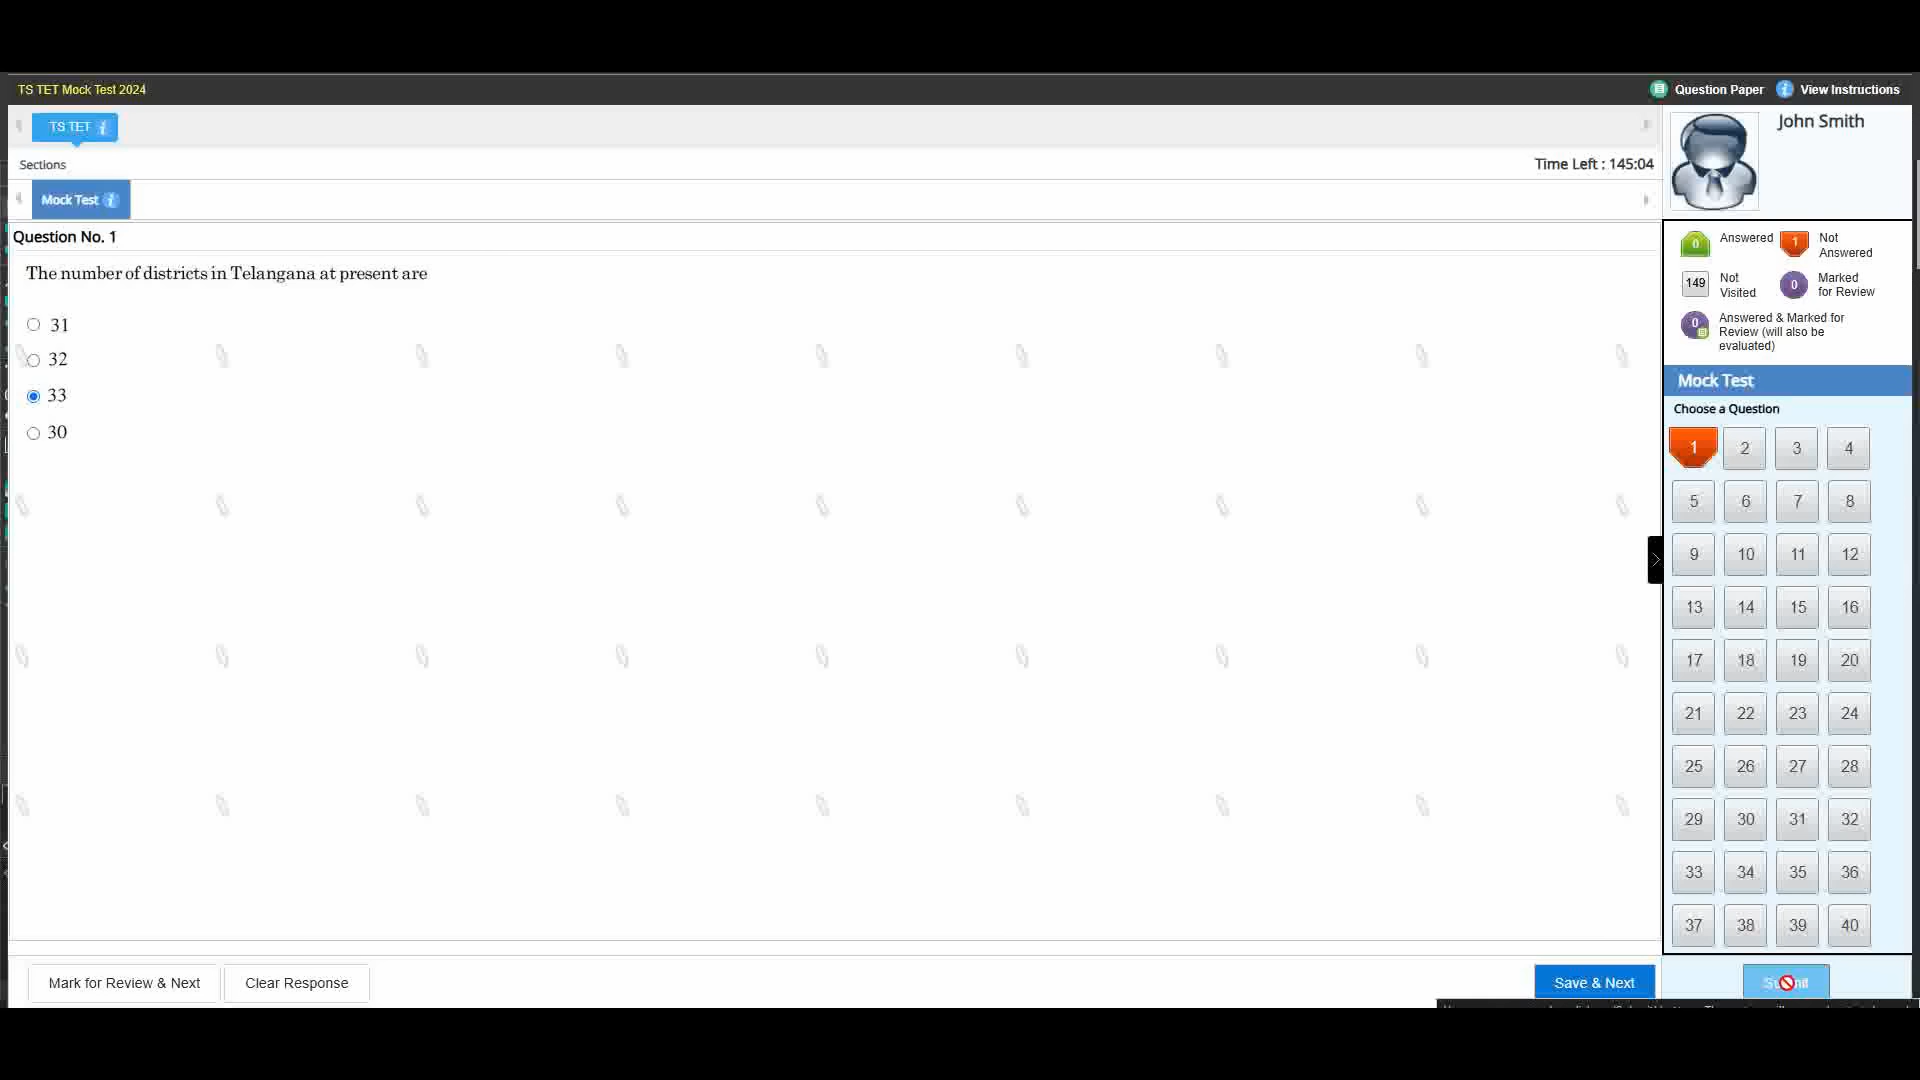 TS TET Mock Test 2024
Question Paper
View Instructions
TS TET
John Smith
Sections
Time Left : 145:04
Mock Test
Question No. 1
The number of districts in Telangana at present are
31
32
33
30
0 Answered
1 Not Answered
149 Not Visited
0 Marked for Review
0 Answered & Marked for Review (will also be evaluated)
Mock Test
Choose a Question
1 2 3 4
5 6 7 8
9 10 11 12
13 14 15 16
17 18 19 20
21 22 23 24
25 26 27 28
29 30 31 32
33 34 35 36
37 38 39 40
Mark for Review & Next
Clear Response
Save & Next